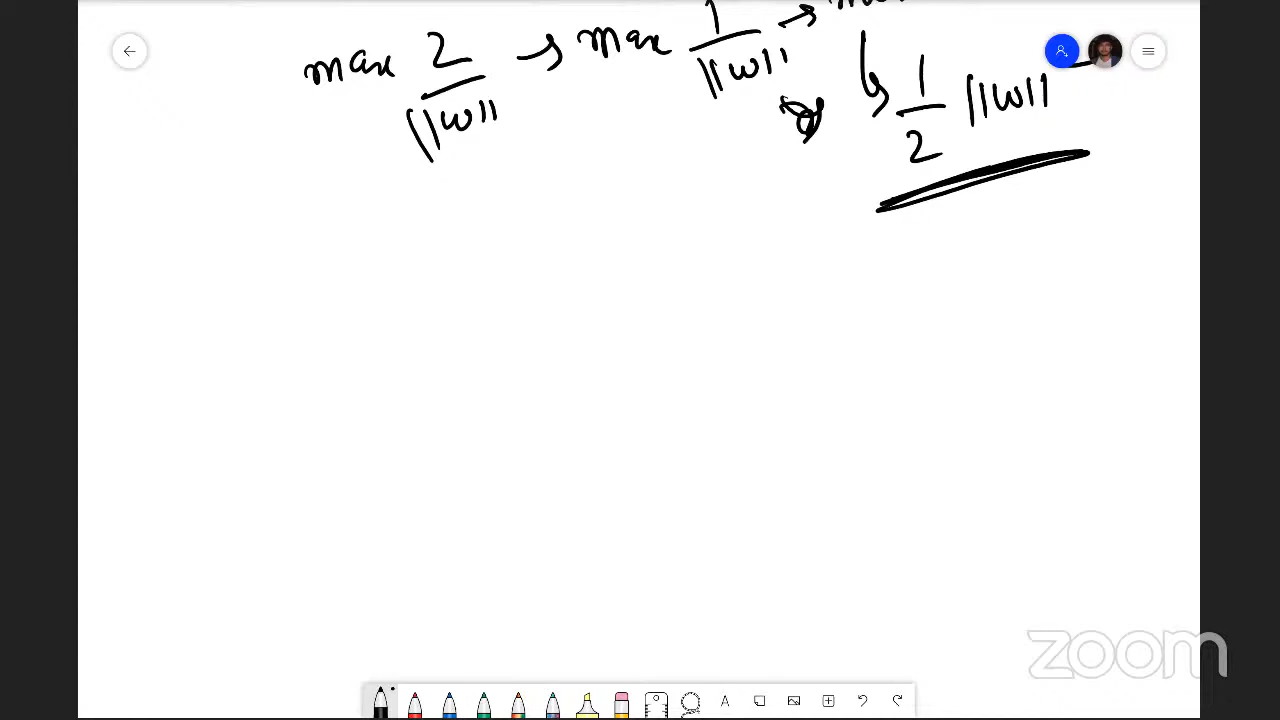 max 2/||w|| → max 1/||w|| →
↳ 1/2 ||w||
zoom